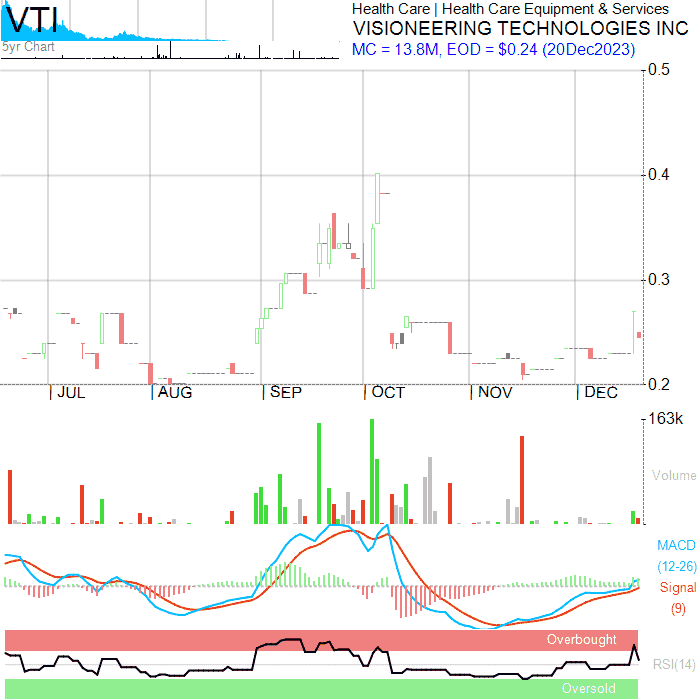 VTI
5yr Chart
Health Care | Health Care Equipment & Services
VISIONEERING TECHNOLOGIES INC
MC = 13.8M, EOD = $0.24 (20Dec2023)
0.5
0.4
0.3
0.2
JUL
AUG
SEP
OCT
NOV
DEC
163k
Volume
MACD
(12-26)
Signal
(9)
Overbought
RSI(14)
Oversold